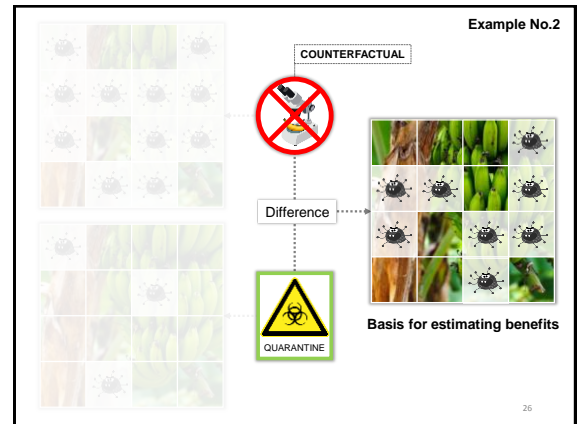 Example No.2
COUNTERFACTUAL
Difference
QUARANTINE
Basis for estimating benefits
26